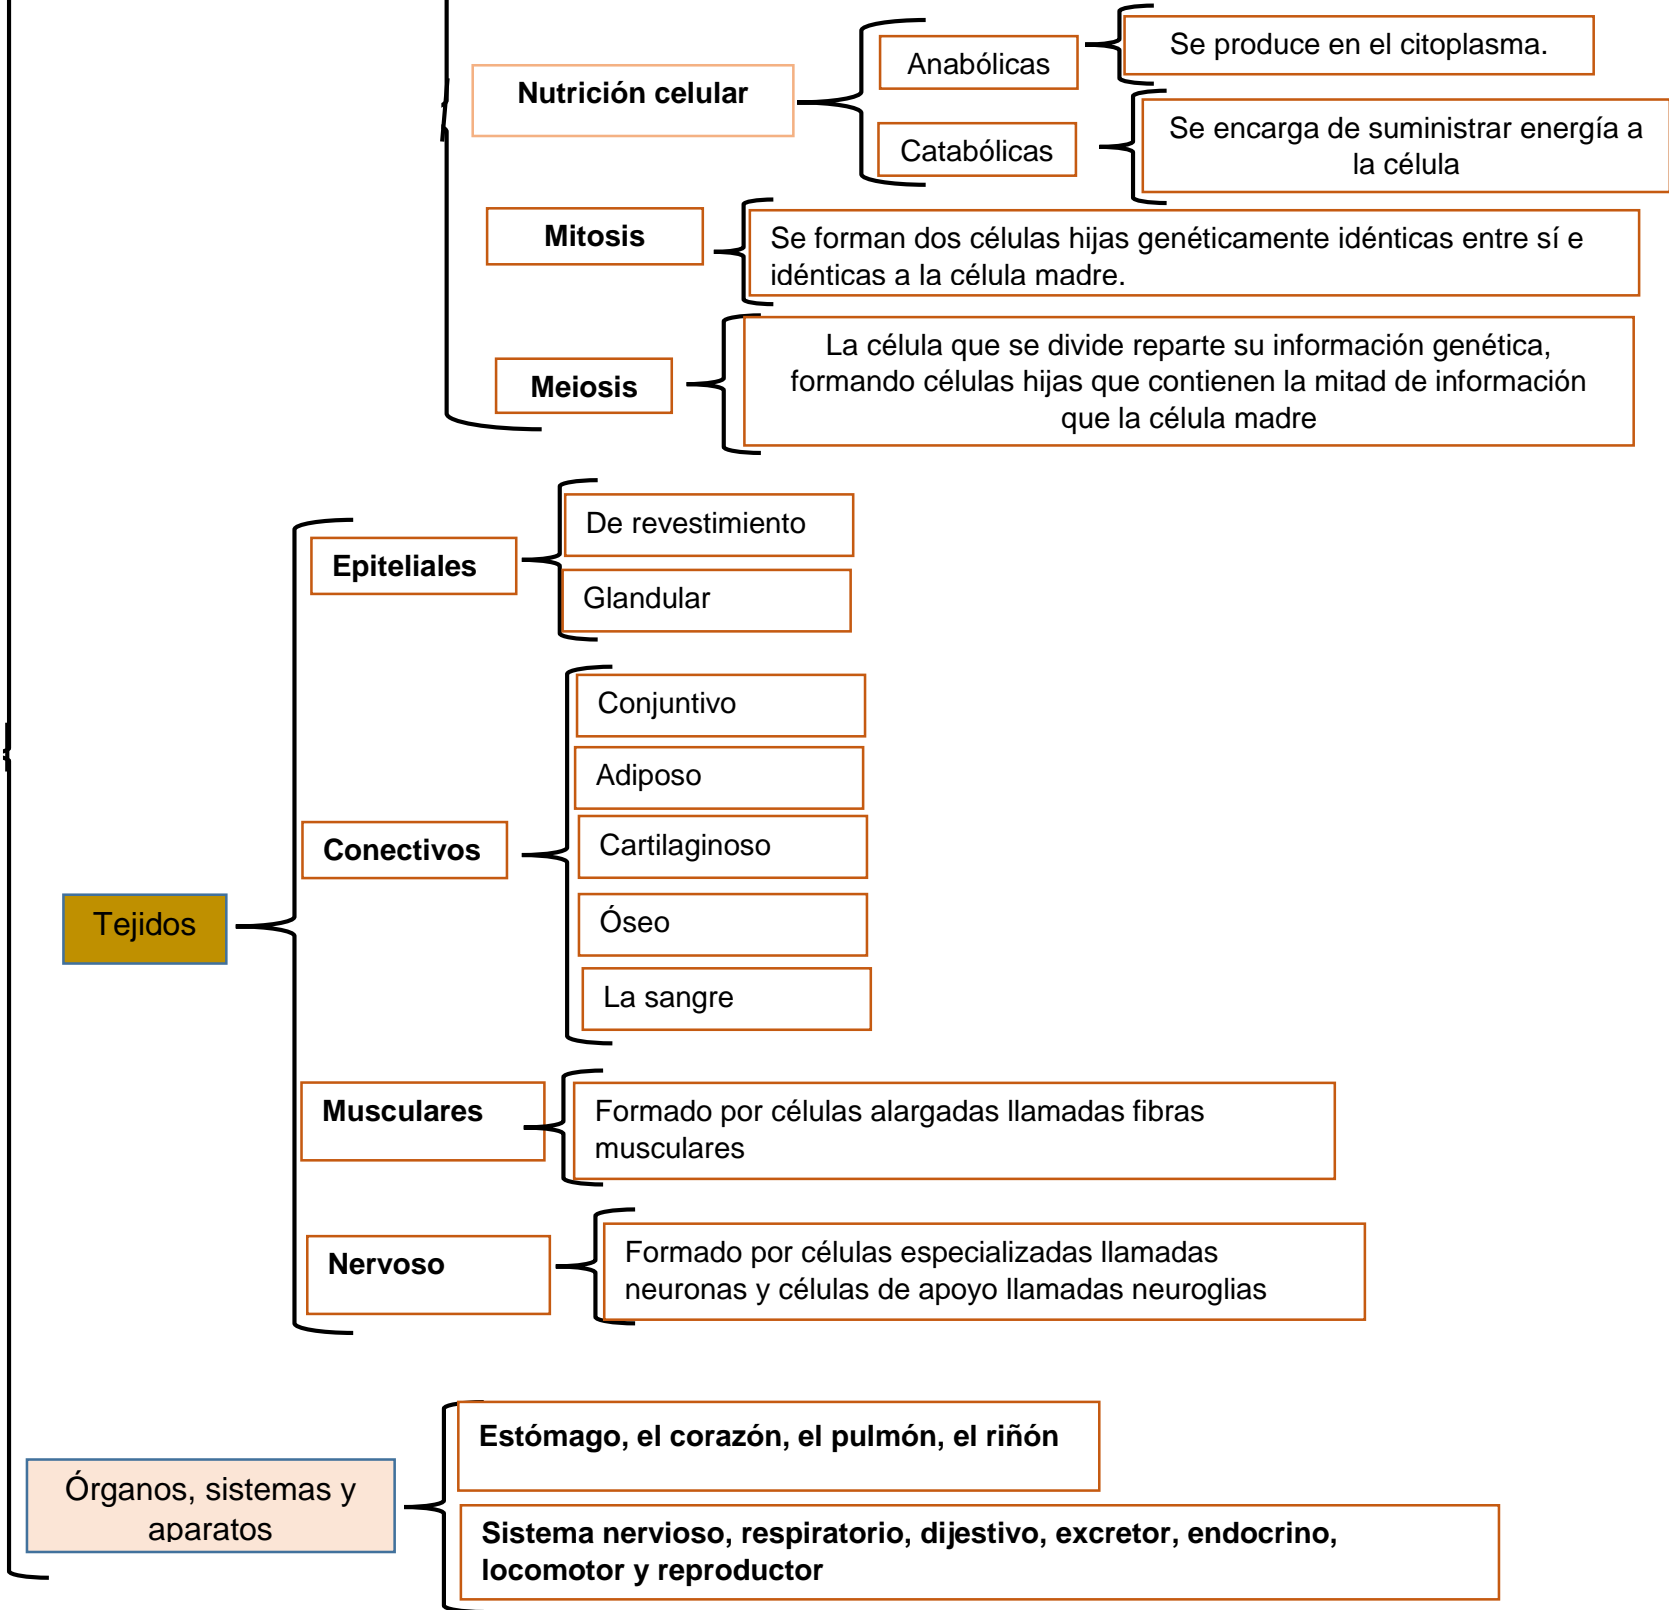 Nutrición celular
Anabólicas
Se produce en el citoplasma.
Catabólicas
Se encarga de suministrar energía a
la célula
Mitosis
Se forman dos células hijas genéticamente idénticas entre sí e
idénticas a la célula madre.
Meiosis
La célula que se divide reparte su información genética,
formando células hijas que contienen la mitad de información
que la célula madre
Tejidos
Epiteliales
De revestimiento
Glandular
Conectivos
Conjuntivo
Adiposo
Cartilaginoso
Óseo
La sangre
Musculares
Formado por células alargadas llamadas fibras
musculares
Nervoso
Formado por células especializadas llamadas
neuronas y células de apoyo llamadas neuroglias
Órganos, sistemas y
aparatos
Estómago, el corazón, el pulmón, el riñón
Sistema nervioso, respiratorio, dijestivo, excretor, endocrino,
locomotor y reproductor